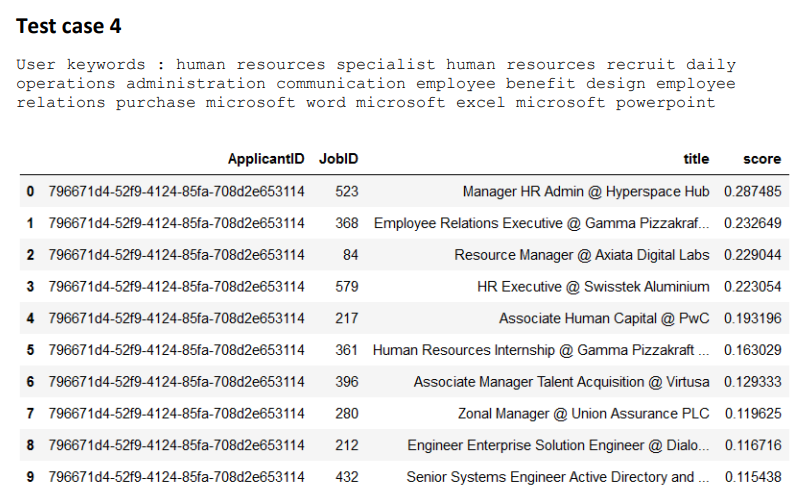 Test case 4
User keywords : human resources specialist human resources recruit daily
operations administration communication employee benefit design employee
relations purchase microsoft word microsoft excel microsoft powerpoint
ApplicantID JobID title score
0 796671d4-52f9-4124-85fa-708d2e653114 523 Manager HR Admin @ Hyperspace Hub 0.287485
1 796671d4-52f9-4124-85fa-708d2e653114 368 Employee Relations Executive @ Gamma Pizzakraf... 0.232649
2 796671d4-52f9-4124-85fa-708d2e653114 84 Resource Manager @ Axiata Digital Labs 0.229044
3 796671d4-52f9-4124-85fa-708d2e653114 579 HR Executive @ Swisstek Aluminium 0.223054
4 796671d4-52f9-4124-85fa-708d2e653114 217 Associate Human Capital @ PwC 0.193196
5 796671d4-52f9-4124-85fa-708d2e653114 361 Human Resources Internship @ Gamma Pizzakraft ... 0.163029
6 796671d4-52f9-4124-85fa-708d2e653114 396 Associate Manager Talent Acquisition @ Virtusa 0.129333
7 796671d4-52f9-4124-85fa-708d2e653114 280 Zonal Manager @ Union Assurance PLC 0.119625
8 796671d4-52f9-4124-85fa-708d2e653114 212 Engineer Enterprise Solution Engineer @ Dialo... 0.116716
9 796671d4-52f9-4124-85fa-708d2e653114 432 Senior Systems Engineer Active Directory and ... 0.115438